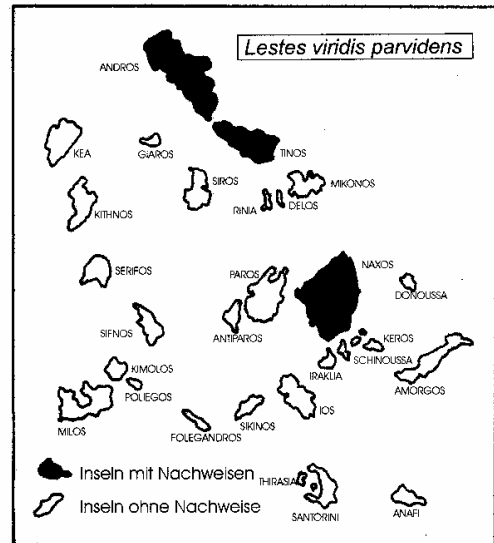 Lestes viridis parvidens
ANDROS
TINOS
KEA
GIAROS
SIROS
MIKONOS
RINIA
DELOS
KITHNOS
SERIFOS
PAROS
NAXOS
DONOUSSA
SIFNOS
ANTIPAROS
KEROS
SCHINOUSSA
IRAKLIA
AMORGOS
KIMOLOS
POLIEGOS
MILOS
FOLEGANDROS
SIKINOS
IOS
Inseln mit Nachweisen
Inseln ohne Nachweise
THIRASIA
SANTORINI
ANAFI